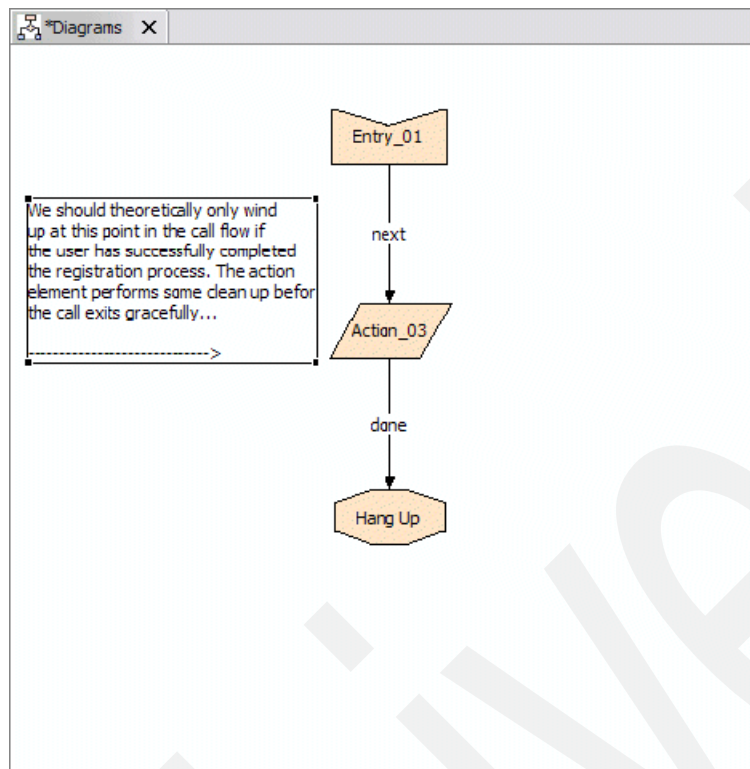 *Diagrams X
Entry_01
We should theoretically only wind
up at this point in the call flow if
the user has successfully completed
the registration process. The action
element performs some clean up befor
the call exits gracefully...
---------------------------->
next
Action_03
done
Hang Up